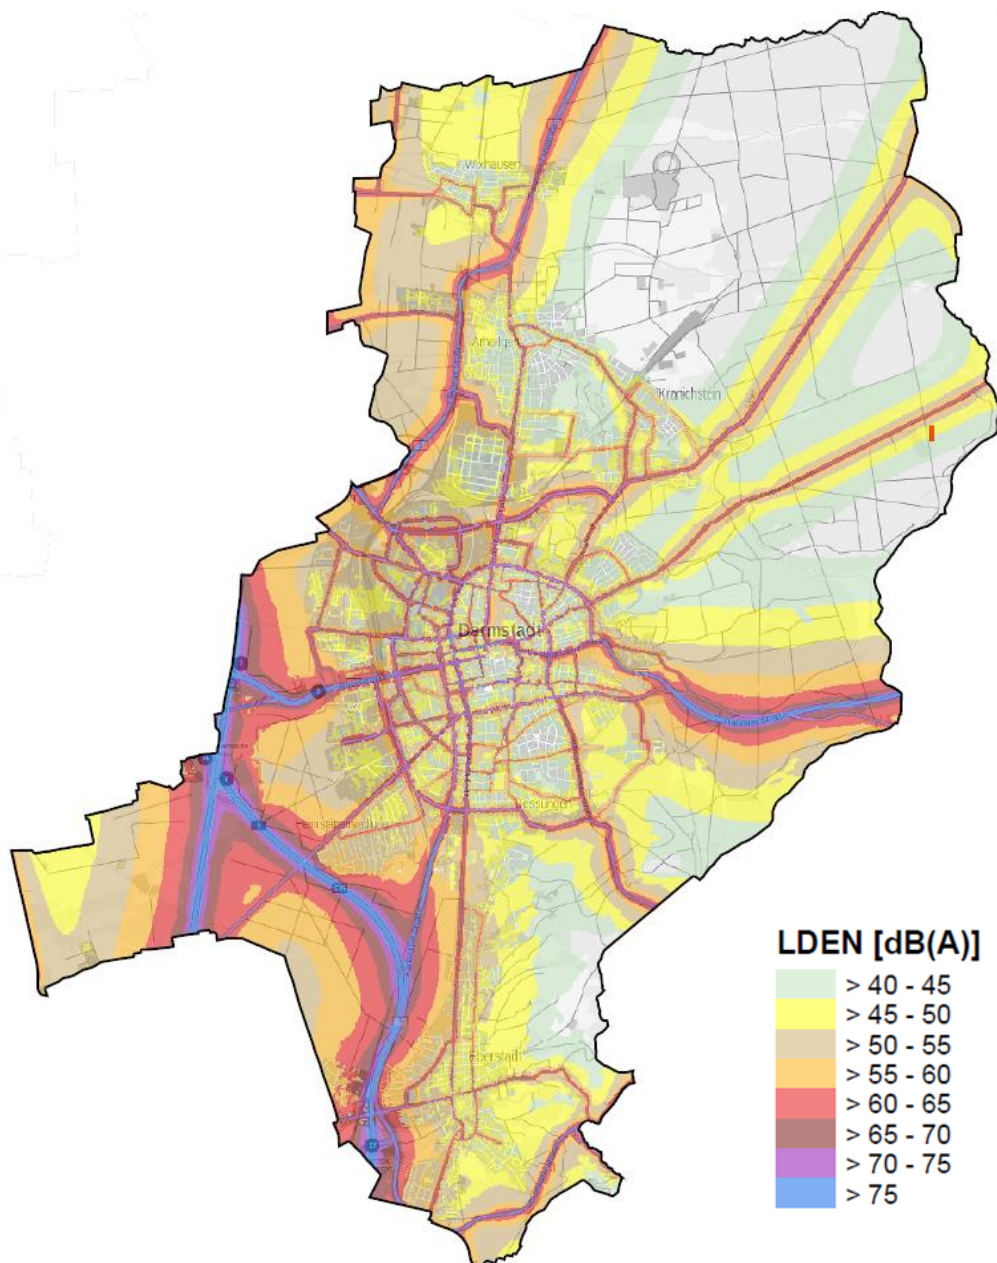 Wixhausen
Arheilgen
Kranichstein
Darmstadt
Bessungen
Heimstättensiedlung
Eberstadt
LDEN [dB(A)]
> 40 - 45
> 45 - 50
> 50 - 55
> 55 - 60
> 60 - 65
> 65 - 70
> 70 - 75
> 75